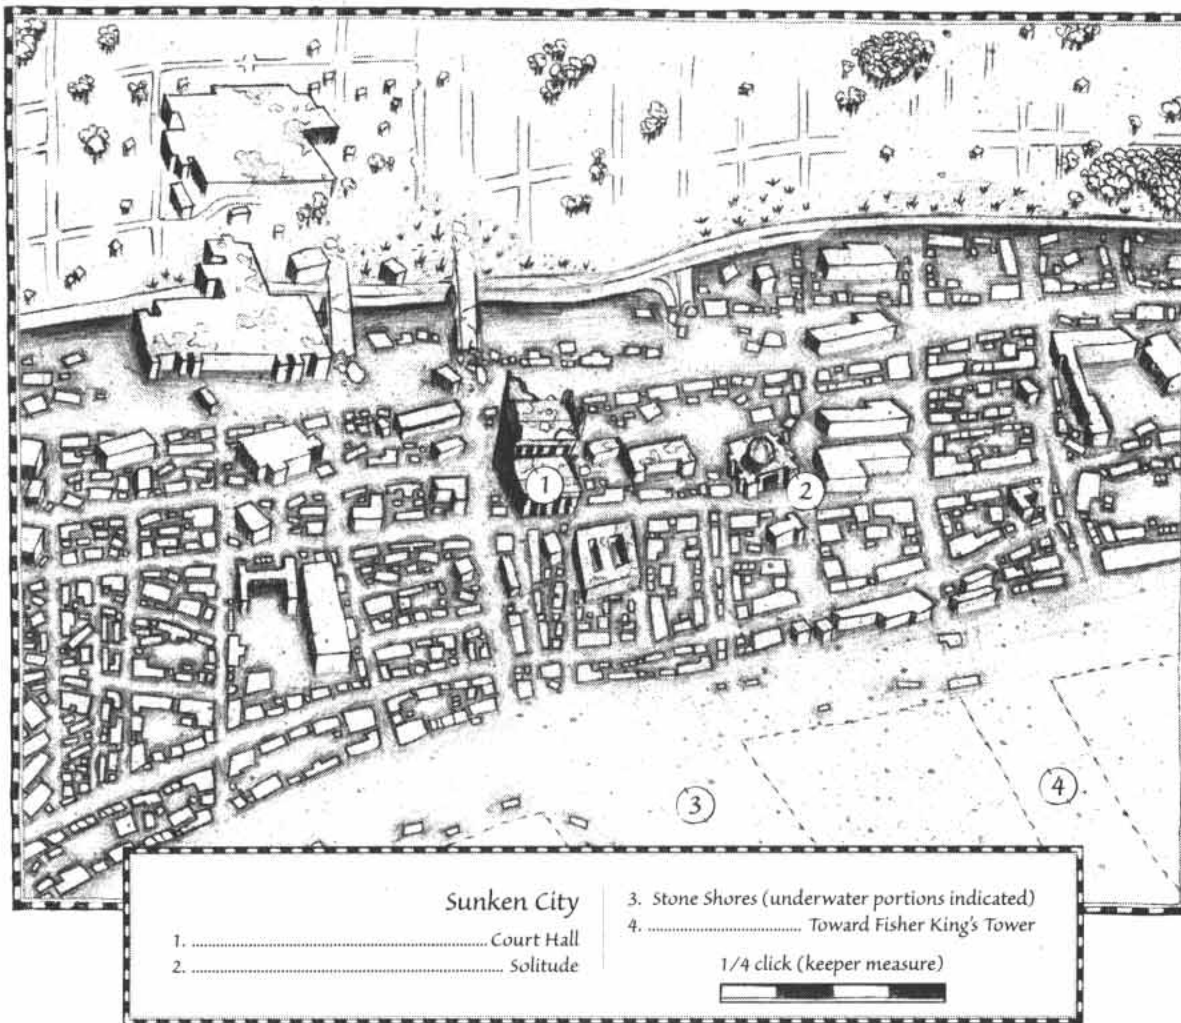 1
2
3
4
Sunken City
1. ........................................................ Court Hall
2. ........................................................ Solitude
3. Stone Shores (underwater portions indicated)
4. ........................... Toward Fisher King's Tower
1/4 click (keeper measure)